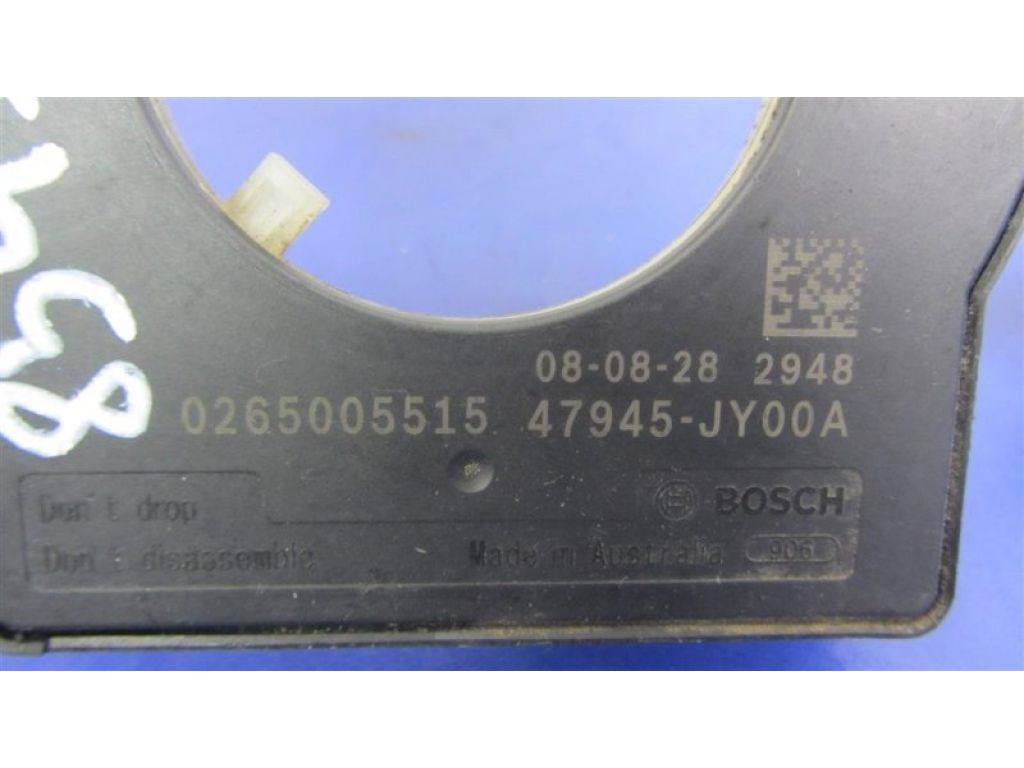 08-08-28 2948
0265005515 47945-JY00A
Don't drop
BOSCH
Don't disassemble
Made in Australia 906